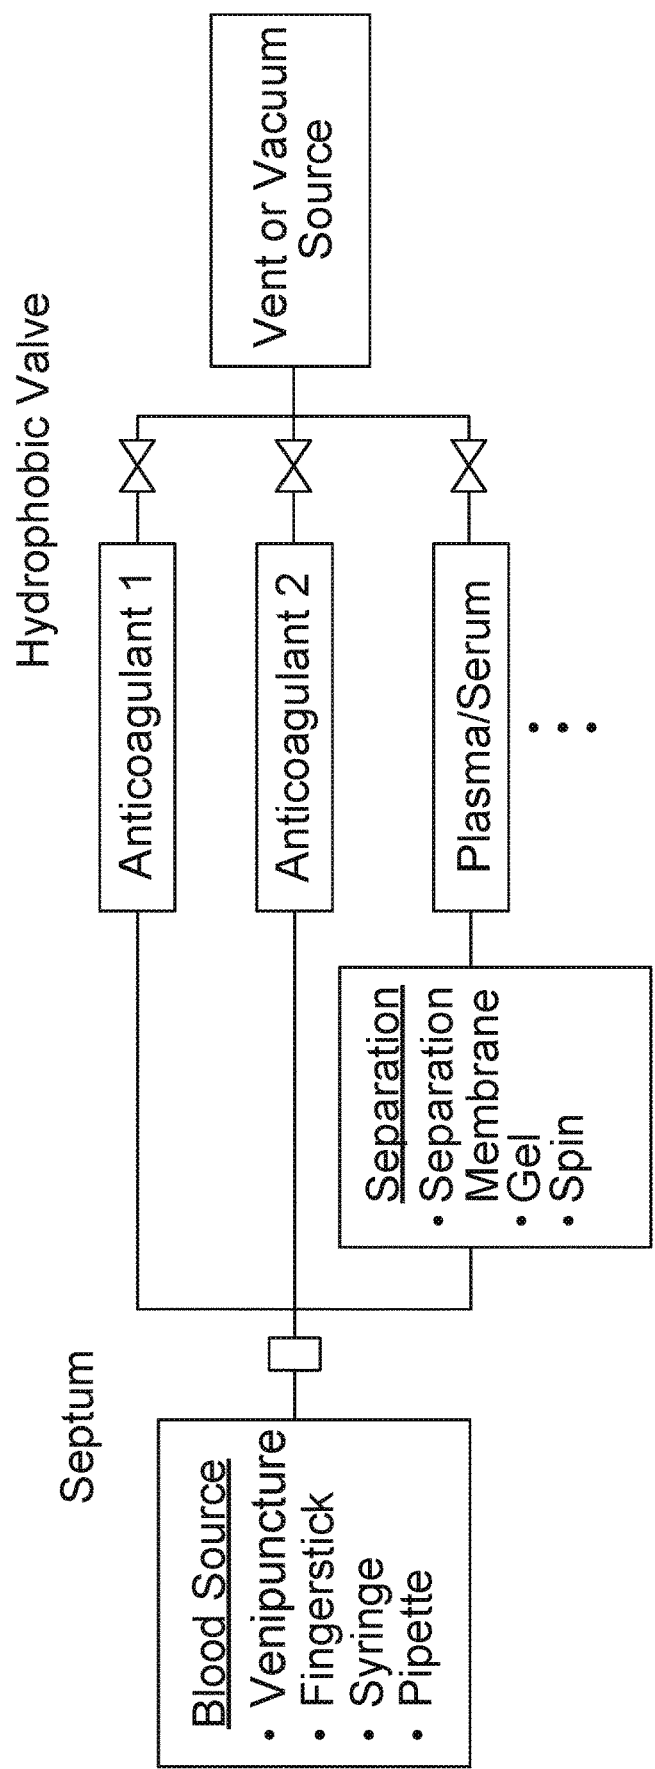 Septum
Hydrophobic Valve
Blood Source
• Venipuncture
• Fingerstick
• Syringe
• Pipette
Anticoagulant 1
Anticoagulant 2
Separation
• Separation
Membrane
• Gel
• Spin
Plasma/Serum
• • •
Vent or Vacuum
Source